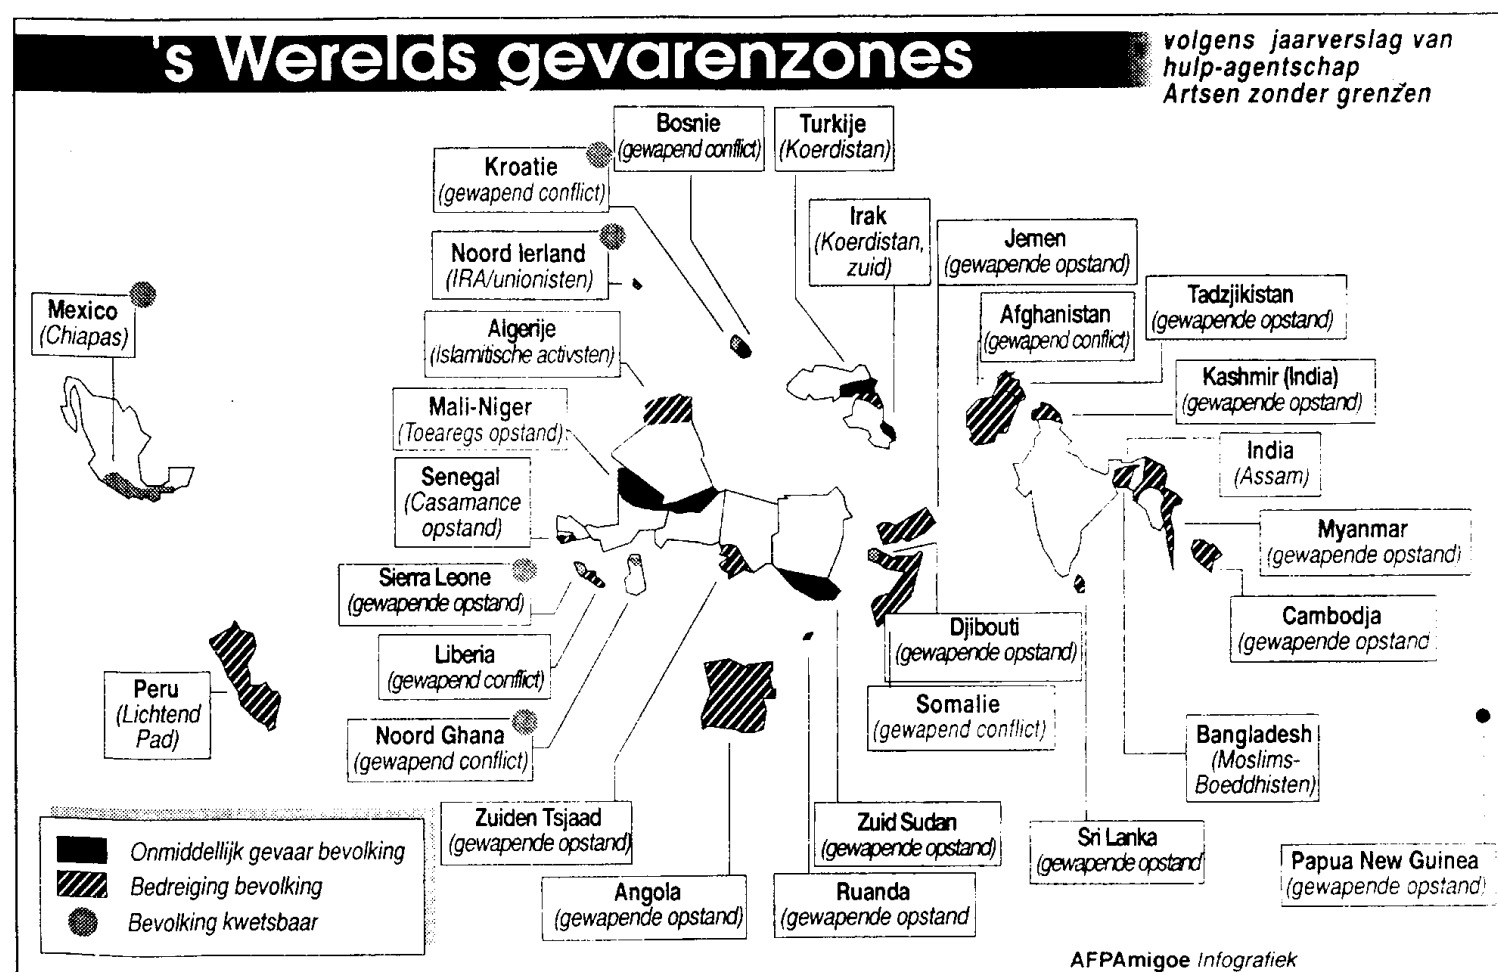 's Werelds gevarenzones
volgens jaarverslag van
hulp-agentschap
Artsen zonder grenzen
Bosnie
(gewapend conflict)
Turkije
(Koerdistan)
Kroatie
(gewapend conflict)
Irak
(Koerdistan,
zuid)
Jemen
(gewapende opstand)
Noord Ierland
(IRA/unionisten)
Tadzjikistan
(gewapende opstand)
Mexico
(Chiapas)
Afghanistan
(gewapend conflict)
Algerije
(Islamitische activsten)
Kashmir (India)
(gewapende opstand)
Mali-Niger
(Toearegs opstand)
India
(Assam)
Senegal
(Casamance
opstand)
Myanmar
(gewapende opstand)
Sierra Leone
(gewapende opstand)
Cambodja
(gewapende opstand
Djibouti
(gewapende opstand)
Liberia
(gewapend conflict)
Peru
(Lichtend
Pad)
Somalie
(gewapend conflict)
Noord Ghana
(gewapend conflict)
Bangladesh
(Moslims-
Boeddhisten)
Zuiden Tsjaad
(gewapende opstand)
Zuid Sudan
(gewapende opstand)
Sri Lanka
(gewapende opstand
Papua New Guinea
(gewapende opstand)
Angola
(gewapende opstand)
Ruanda
(gewapende opstand
Onmiddellijk gevaar bevolking
Bedreiging bevolking
Bevolking kwetsbaar
AFPAmigoe Infografiek